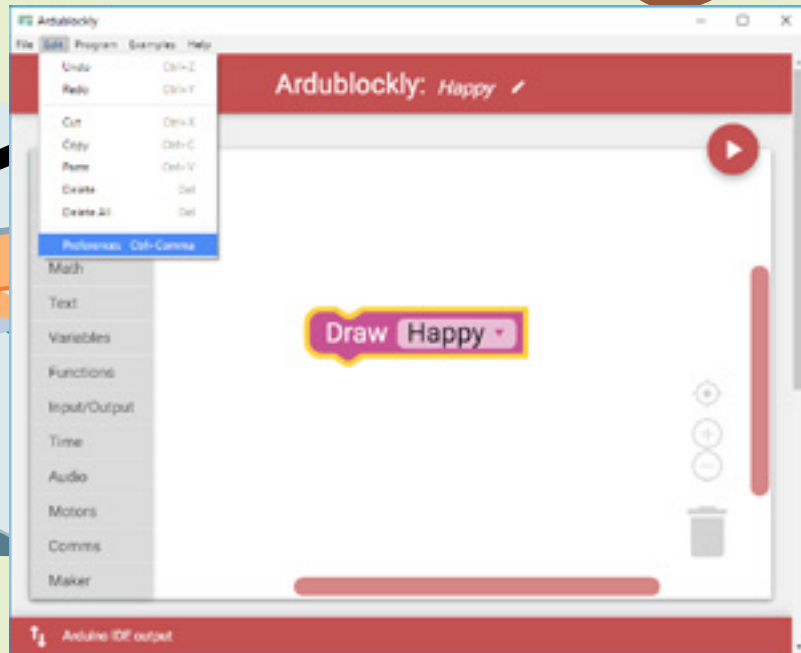 Ardublockly
File Edit Program Examples Help
Undo Ctrl+Z
Redo Ctrl+Y
Cut Ctrl+X
Copy Ctrl+C
Paste Ctrl+V
Delete Del
Delete All Del
Preferences Ctrl+Comma
Ardublockly: Happy
Math
Text
Variables
Functions
Input/Output
Time
Audio
Motors
Comms
Maker
Draw Happy
Arduino IDE output